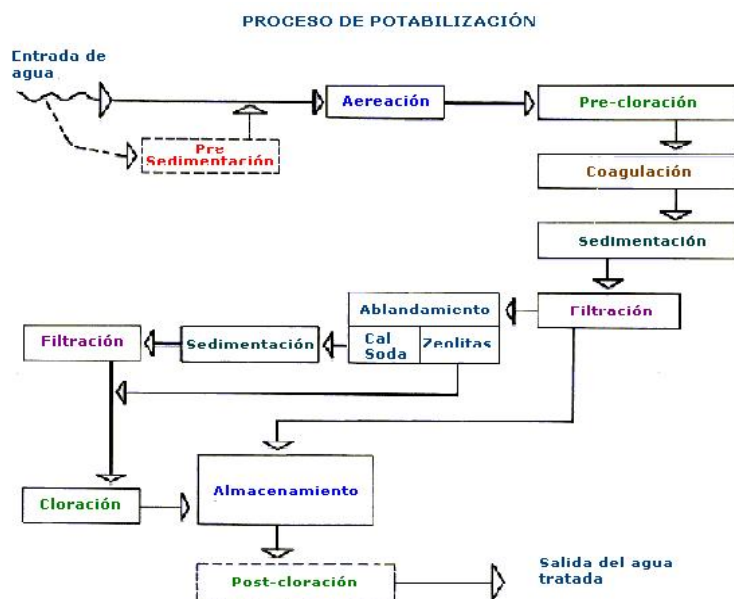 PROCESO DE POTABILIZACIÓN
Entrada de
agua
Aereación
Pre-cloración
Pre
Sedimentación
Coagulación
Sedimentación
Ablandamiento
Filtración
Filtración
Sedimentación
Cal
Soda
Zeolitas
Cloración
Almacenamiento
Post-cloración
Salida del agua
tratada